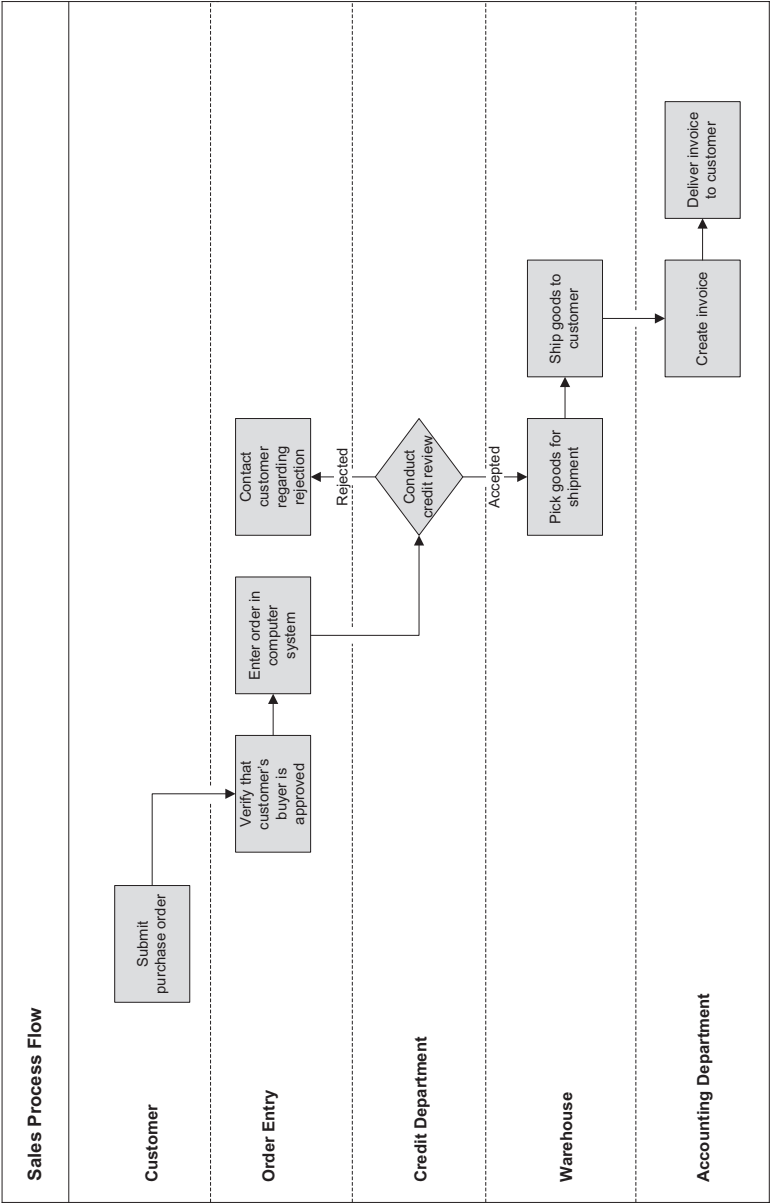 Sales Process Flow
Customer
Submit
purchase order
Order Entry
Verify that
customer's
buyer is
approved
Enter order in
computer
system
Contact
customer
regarding
rejection
Rejected
Credit Department
Conduct
credit review
Accepted
Warehouse
Pick goods for
shipment
Ship goods to
customer
Accounting Department
Create invoice
Deliver invoice
to customer